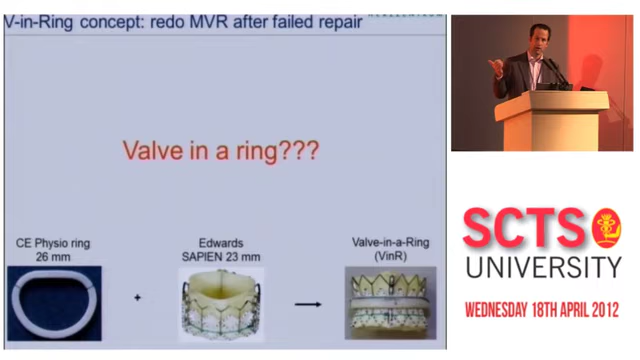 V-in-Ring concept: redo MVR after failed repair
Valve in a ring???
CE Physio ring
26 mm
+
Edwards
SAPIEN 23 mm
Valve-in-a-Ring
(VinR)
SCTS
UNIVERSITY
WEDNESDAY 18TH APRIL 2012